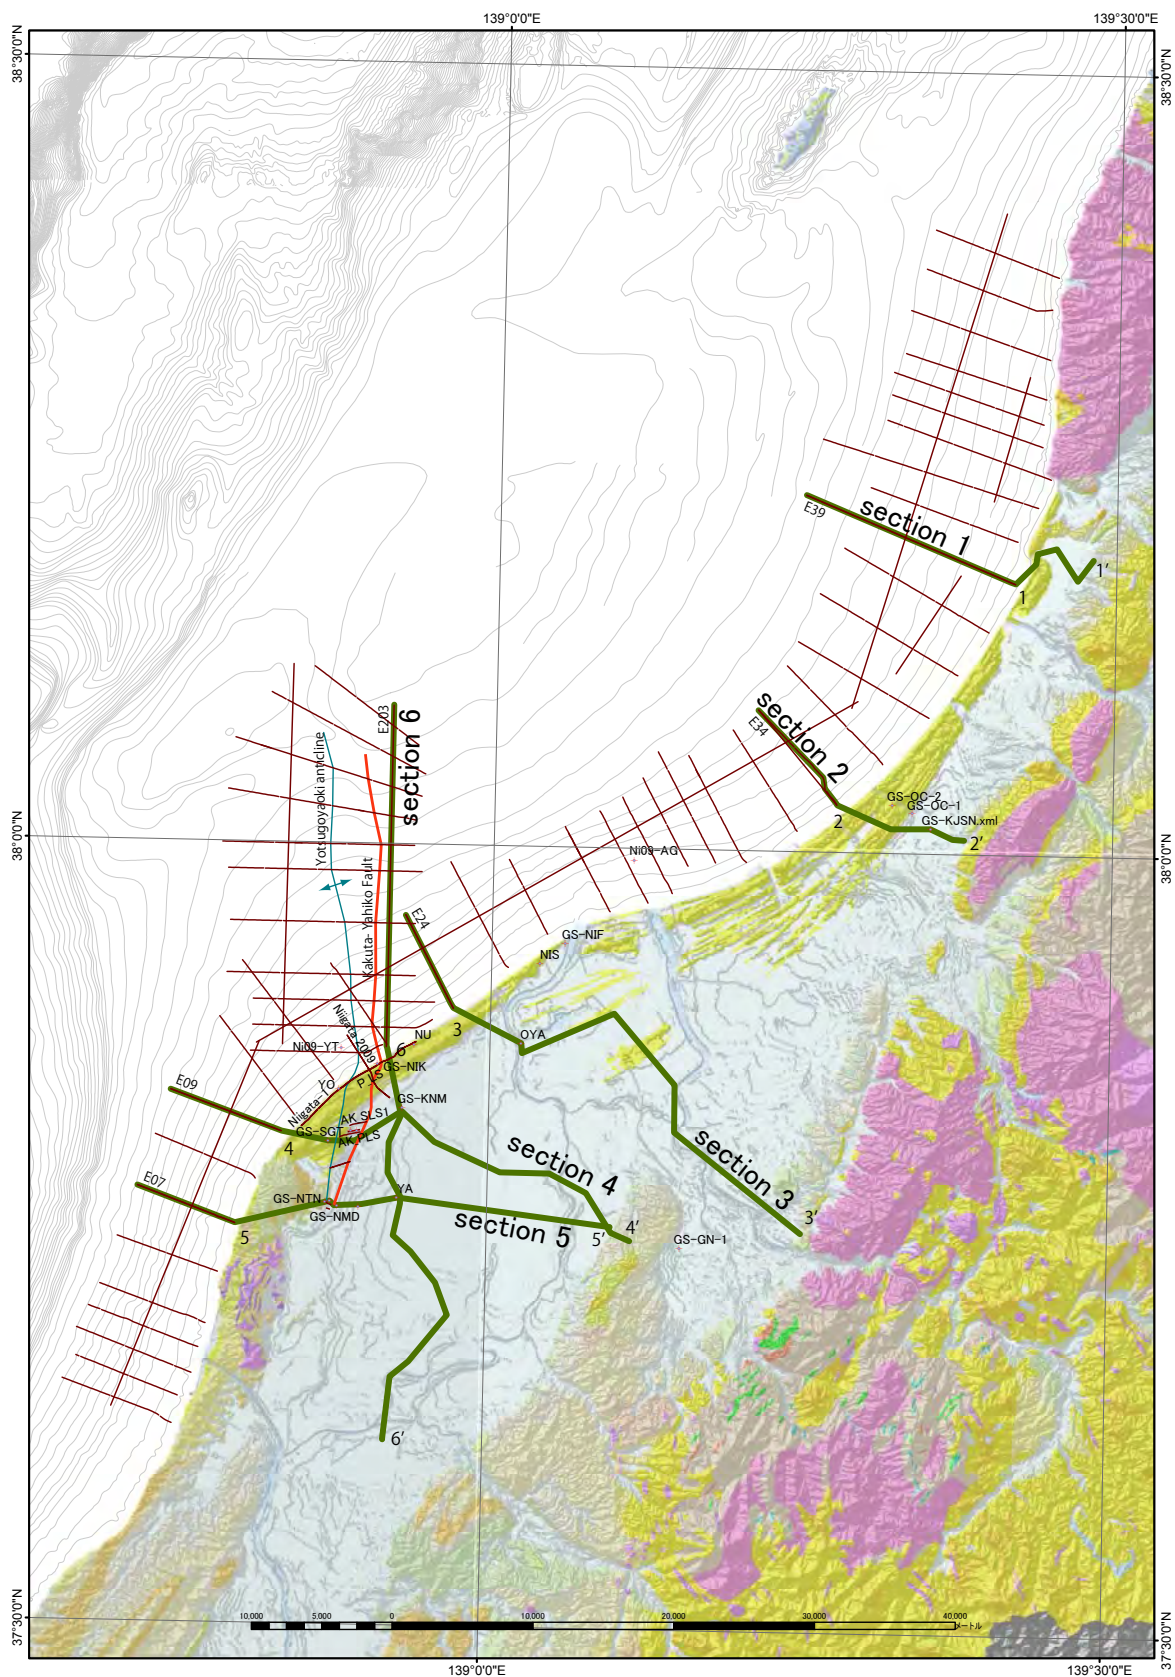 139°0'0"E
139°30'0"E
38°30'0"N
38°30'0"N
E39
section 1
1
1'
section 2
E34
2
GS-OC-2
GS-OC-1
GS-KJSN.xml
2'
E203
section 6
Yotsugoyaoki anticline
Kakuta-Yahiko Fault
38°0'0"N
38°0'0"N
Ni09-AG
E24
GS-NIF
NIS
3
OYA
NU
Niigata 2009
Ni09-YT
6
GS-NIK
P_LS
YO
Niigata-1
E09
GS-KNM
AK SLS1
GS-SGT
AK PLS
4
section 4
section 3
E07
GS-NTN
YA
GS-NMD
5
section 5
5'
4'
3'
GS-GN-1
6'
10,000
5,000
0
10,000
20,000
30,000
40,000
メートル
37°30'0"N
37°30'0"N
139°0'0"E
139°30'0"E